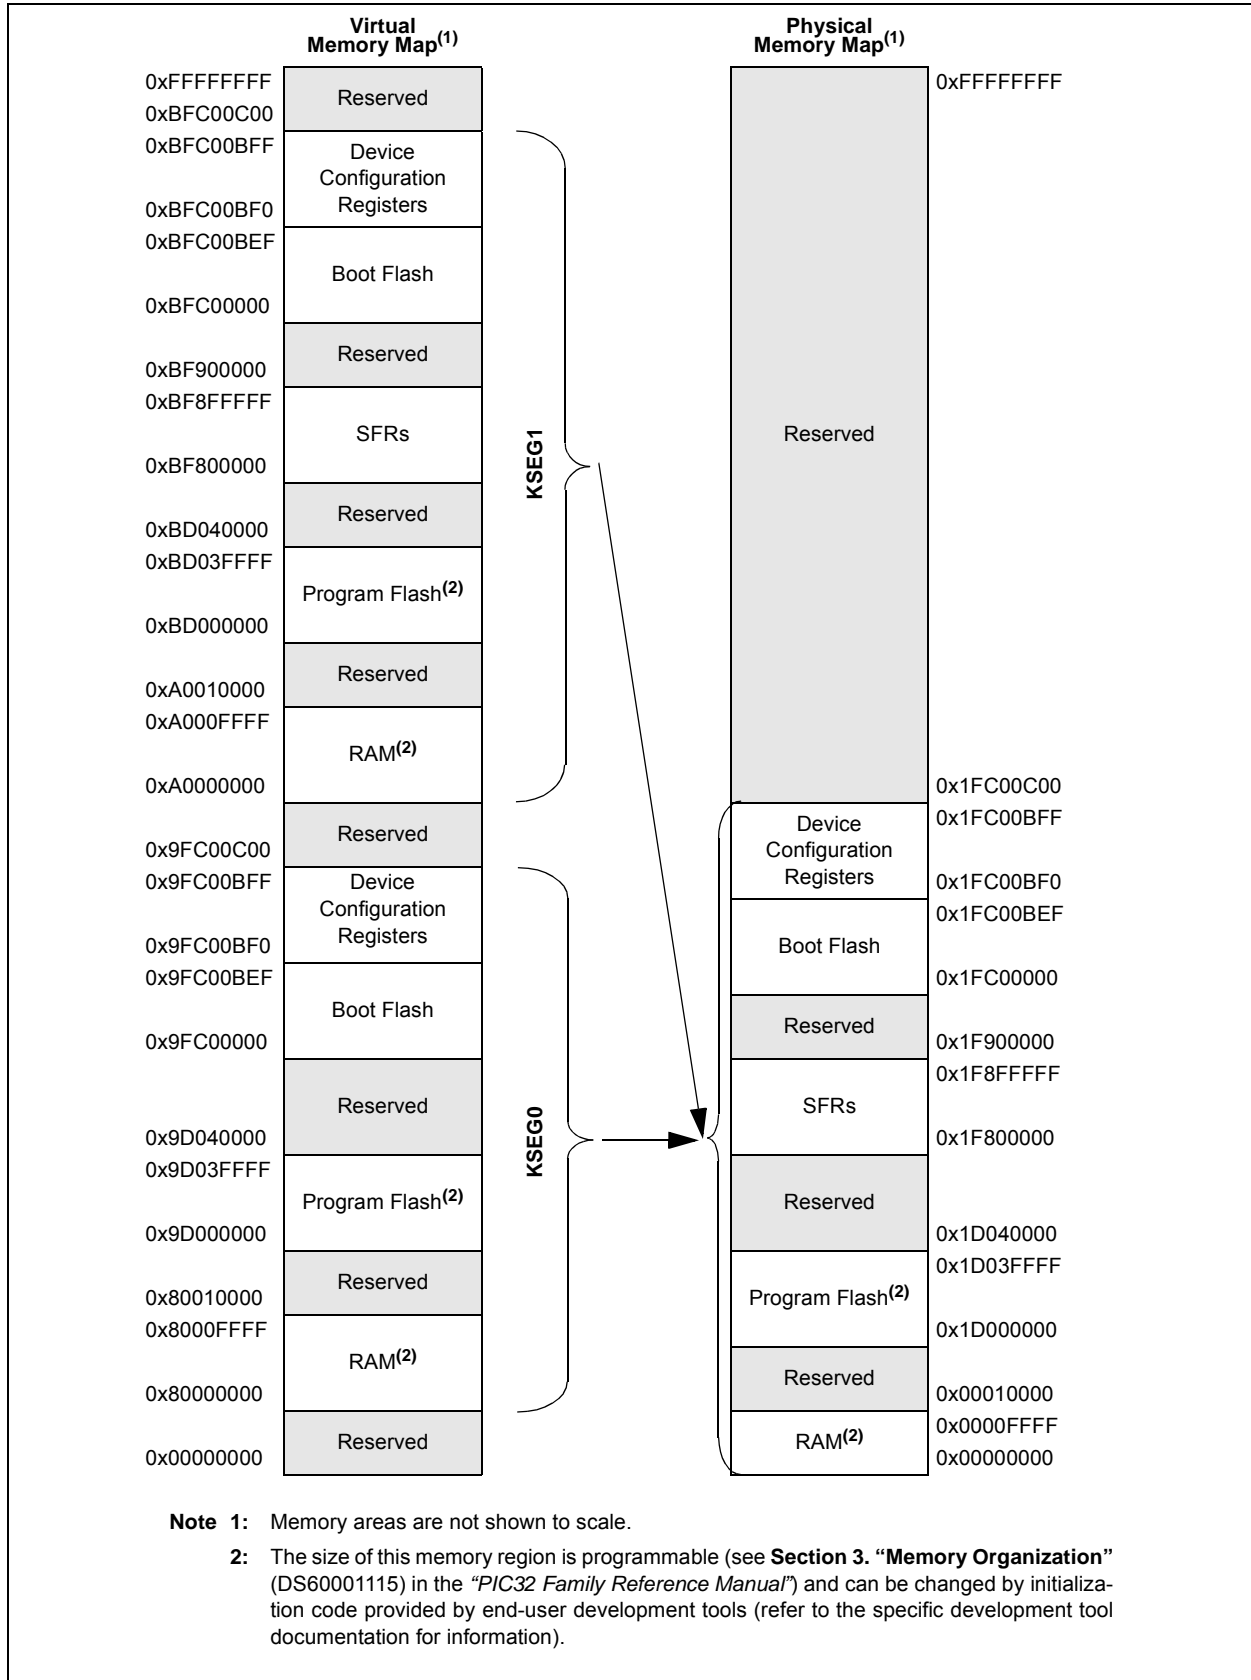 Virtual
Memory Map(1)
0xFFFFFFFF
Reserved
0xBFC00C00
0xBFC00BFF
Device
Configuration
Registers
0xBFC00BF0
0xBFC00BEF
Boot Flash
0xBFC00000
Reserved
0xBF900000
0xBF8FFFFF
SFRs
0xBF800000
Reserved
0xBD040000
0xBD03FFFF
Program Flash(2)
0xBD000000
Reserved
0xA0010000
0xA000FFFF
RAM(2)
0xA0000000
Reserved
0x9FC00C00
0x9FC00BFF
Device
Configuration
Registers
0x9FC00BF0
0x9FC00BEF
Boot Flash
0x9FC00000
Reserved
0x9D040000
0x9D03FFFF
Program Flash(2)
0x9D000000
Reserved
0x80010000
0x8000FFFF
RAM(2)
0x80000000
Reserved
0x00000000
KSEG1
KSEG0
Physical
Memory Map(1)
0xFFFFFFFF
Reserved
0x1FC00C00
0x1FC00BFF
Device
Configuration
Registers
0x1FC00BF0
0x1FC00BEF
Boot Flash
0x1FC00000
Reserved
0x1F900000
0x1F8FFFFF
SFRs
0x1F800000
Reserved
0x1D040000
0x1D03FFFF
Program Flash(2)
0x1D000000
Reserved
0x00010000
0x0000FFFF
RAM(2)
0x00000000
Note 1: Memory areas are not shown to scale.
2: The size of this memory region is programmable (see Section 3. “Memory Organization”
(DS60001115) in the “PIC32 Family Reference Manual”) and can be changed by initializa-
tion code provided by end-user development tools (refer to the specific development tool
documentation for information).